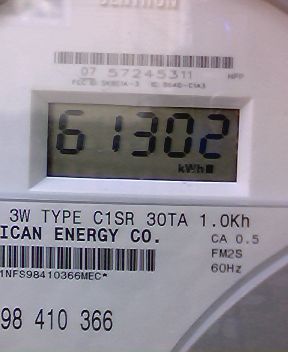 07 57245311 NPP
61302
kWh
3W TYPE C1SR 30TA 1.0Kh
ICAN ENERGY CO. CA 0.5
FM2S
60Hz
1NFS98410366MEC*
98 410 366